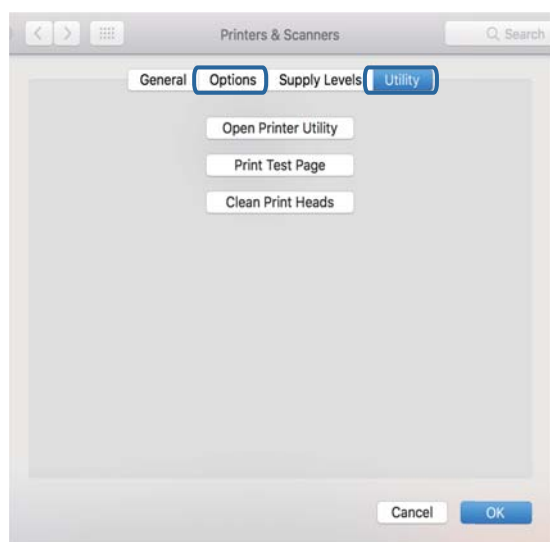 Printers & Scanners Search
General Options Supply Levels Utility
Open Printer Utility
Print Test Page
Clean Print Heads
Cancel OK